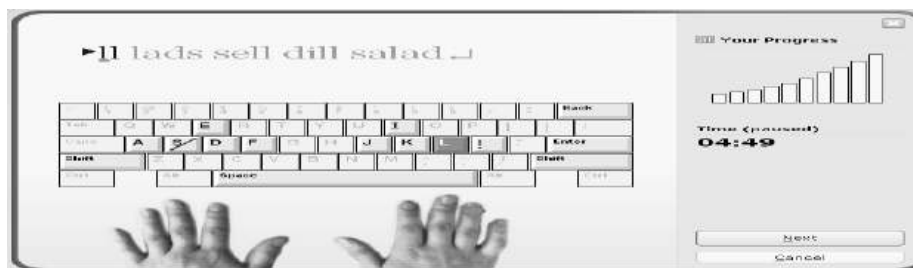 ll lads sell dill salad
Your Progress
Time (paused)
04:49
Back
Tab Q W E R T Y U I O P
A S D F G H J K L Enter
Shift Z X C V B N M Shift
Ctrl Alt Space Alt Ctrl
Next
Cancel